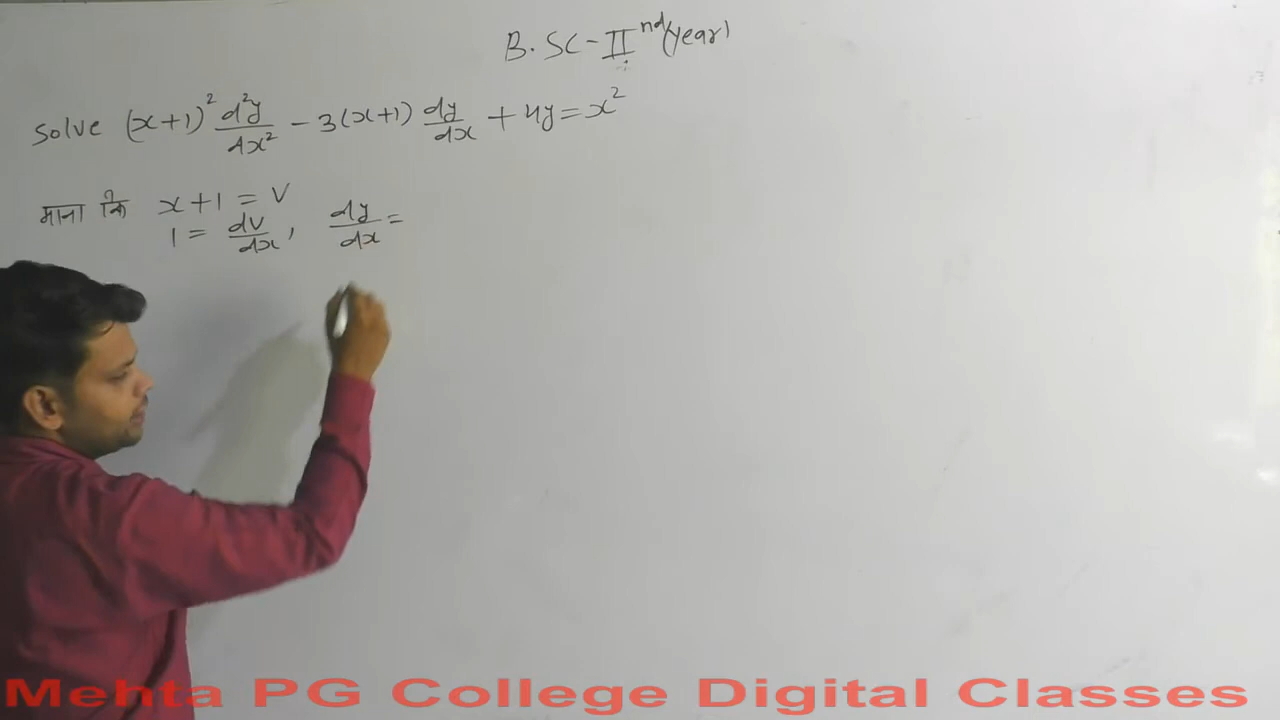 B.SC-IIⁿᵈ(year)
Solve (x+1)² d²y/dx² - 3(x+1) dy/dx + 4y = x²
माना कि x+1 = V
1 = dV/dx, dy/dx =
Mehta PG College Digital Classes